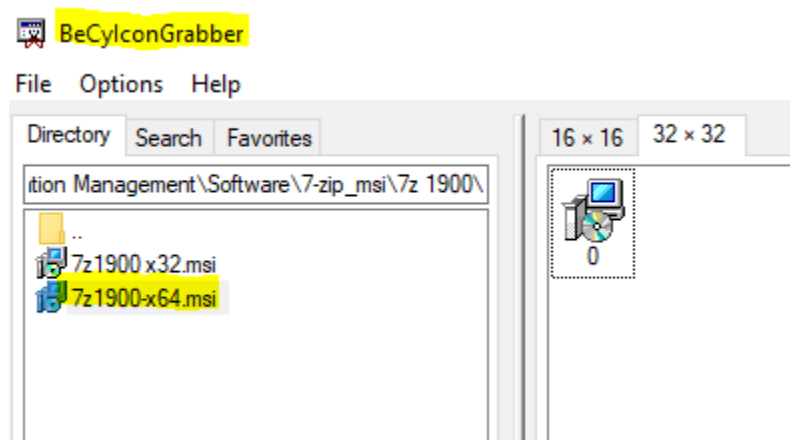 BeCyIconGrabber
File Options Help
Directory Search Favorites
16 × 16 32 × 32
ition Management\Software\7-zip_msi\7z 1900\
..
7z1900 x32.msi
7z1900-x64.msi
0